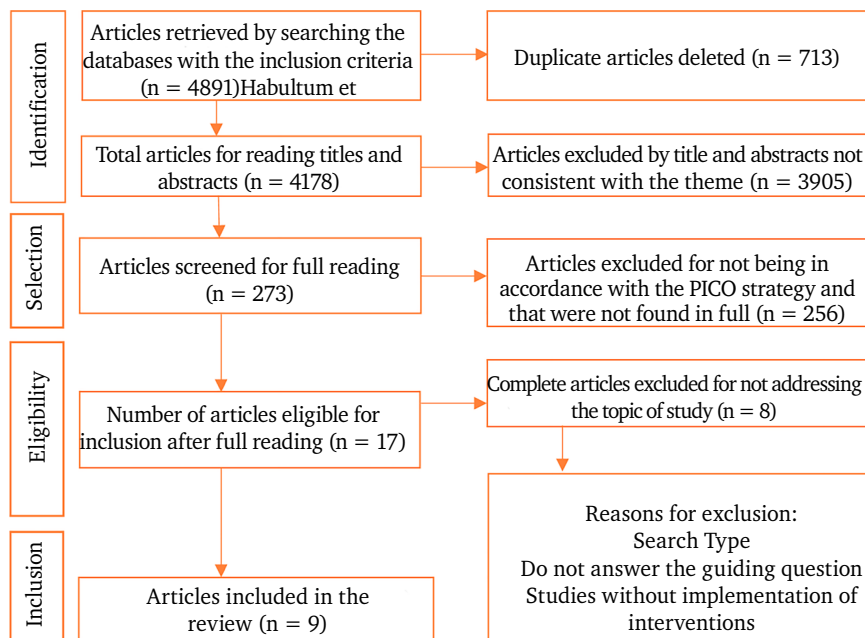 Identification
Articles retrieved by searching the
databases with the inclusion criteria
(n = 4891)Habultum et
Duplicate articles deleted (n = 713)
Total articles for reading titles and
abstracts (n = 4178)
Articles excluded by title and abstracts not
consistent with the theme (n = 3905)
Selection
Articles screened for full reading
(n = 273)
Articles excluded for not being in
accordance with the PICO strategy and
that were not found in full (n = 256)
Eligibility
Number of articles eligible for
inclusion after full reading (n = 17)
Complete articles excluded for not addressing
the topic of study (n = 8)
Reasons for exclusion:
Search Type
Do not answer the guiding question
Studies without implementation of
interventions
Inclusion
Articles included in the
review (n = 9)